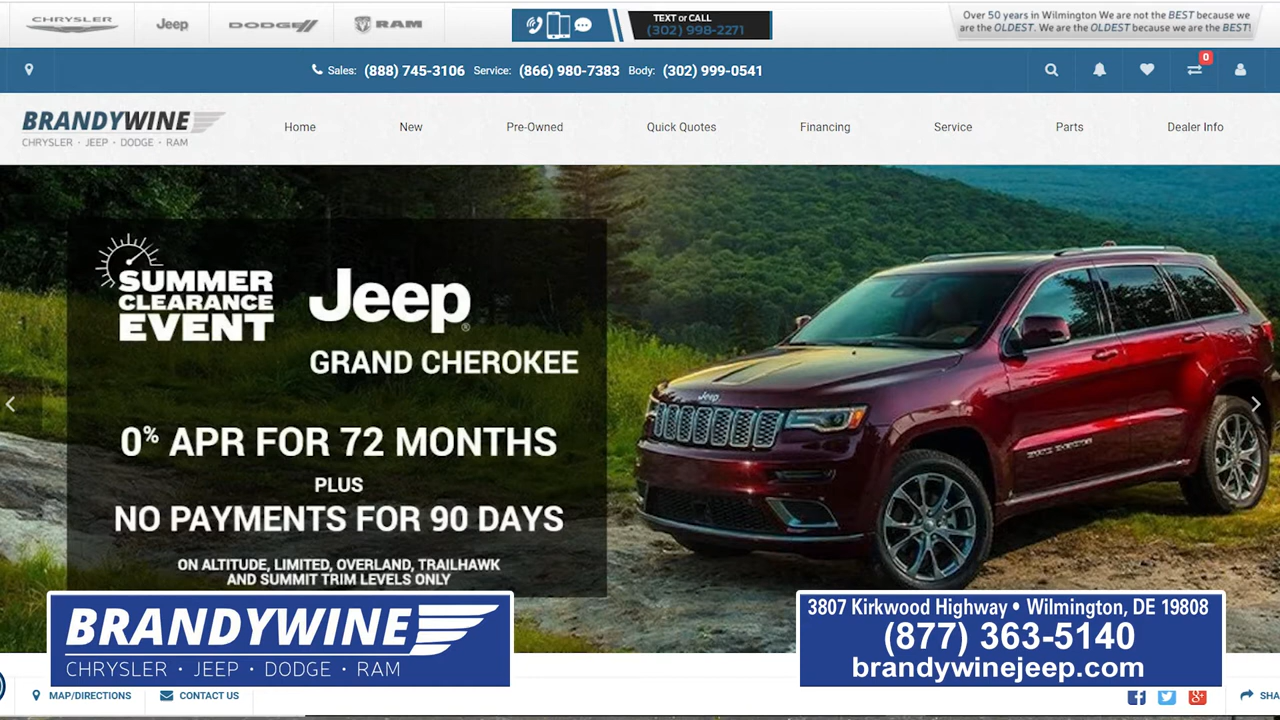 CHRYSLER
Jeep
DODGE
RAM
TEXT or CALL
(302) 998-2271
Over 50 years in Wilmington We are not the BEST because we
are the OLDEST. We are the OLDEST because we are the BEST!
Sales: (888) 745-3106 Service: (866) 980-7383 Body: (302) 999-0541
0
BRANDYWINE
CHRYSLER · JEEP · DODGE · RAM
Home
New
Pre-Owned
Quick Quotes
Financing
Service
Parts
Dealer Info
SUMMER
CLEARANCE
EVENT
Jeep®
GRAND CHEROKEE
0% APR FOR 72 MONTHS
PLUS
NO PAYMENTS FOR 90 DAYS
ON ALTITUDE, LIMITED, OVERLAND, TRAILHAWK
AND SUMMIT TRIM LEVELS ONLY
Jeep
BRANDYWINE
CHRYSLER · JEEP · DODGE · RAM
3807 Kirkwood Highway • Wilmington, DE 19808
(877) 363-5140
brandywinejeep.com
MAP/DIRECTIONS
CONTACT US
SHA